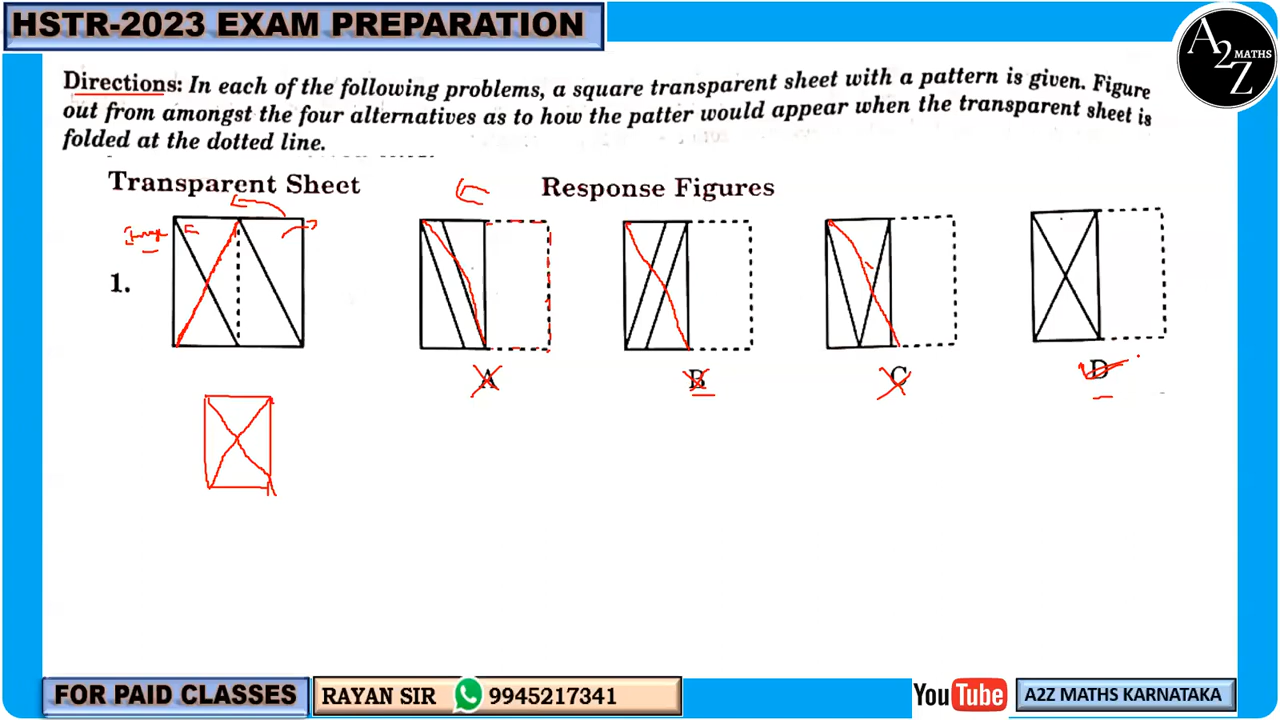 HSTR-2023 EXAM PREPARATION
A2Z MATHS
Directions: In each of the following problems, a square transparent sheet with a pattern is given. Figure
out from amongst the four alternatives as to how the patter would appear when the transparent sheet is
folded at the dotted line.
Transparent Sheet
Response Figures
1.
A
B
C
D
FOR PAID CLASSES
RAYAN SIR 9945217341
YouTube
A2Z MATHS KARNATAKA